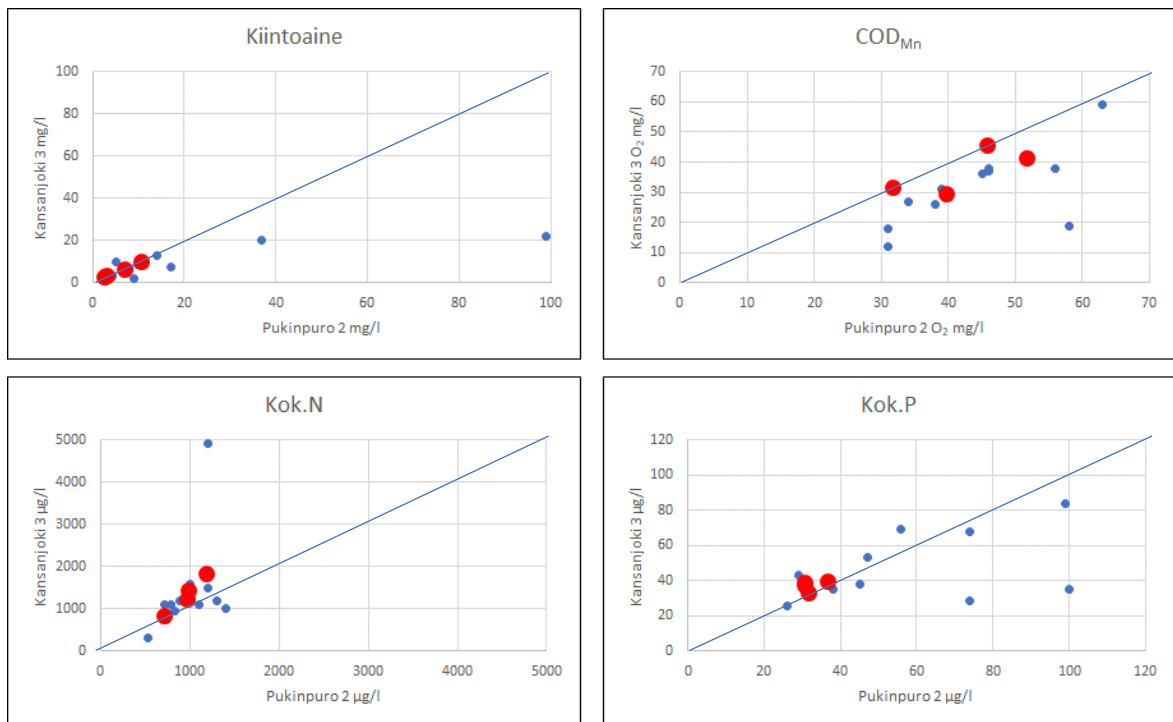 Kiintoaine
100
80
60
40
20
0
Kansanjoki 3 mg/l
0 20 40 60 80 100
Pukinpuro 2 mg/l
COD_Mn
70
60
50
40
30
20
10
0
Kansanjoki 3 O₂ mg/l
0 10 20 30 40 50 60 70
Pukinpuro 2 O₂ mg/l
Kok.N
5000
4000
3000
2000
1000
0
Kansanjoki 3 µg/l
0 1000 2000 3000 4000 5000
Pukinpuro 2 µg/l
Kok.P
120
100
80
60
40
20
0
Kansanjoki 3 µg/l
0 20 40 60 80 100 120
Pukinpuro 2 µg/l